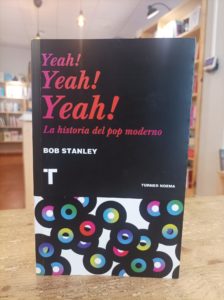 Yeah!
Yeah!
Yeah!
La historia del pop moderno
BOB STANLEY
T
TURNER NOEMA